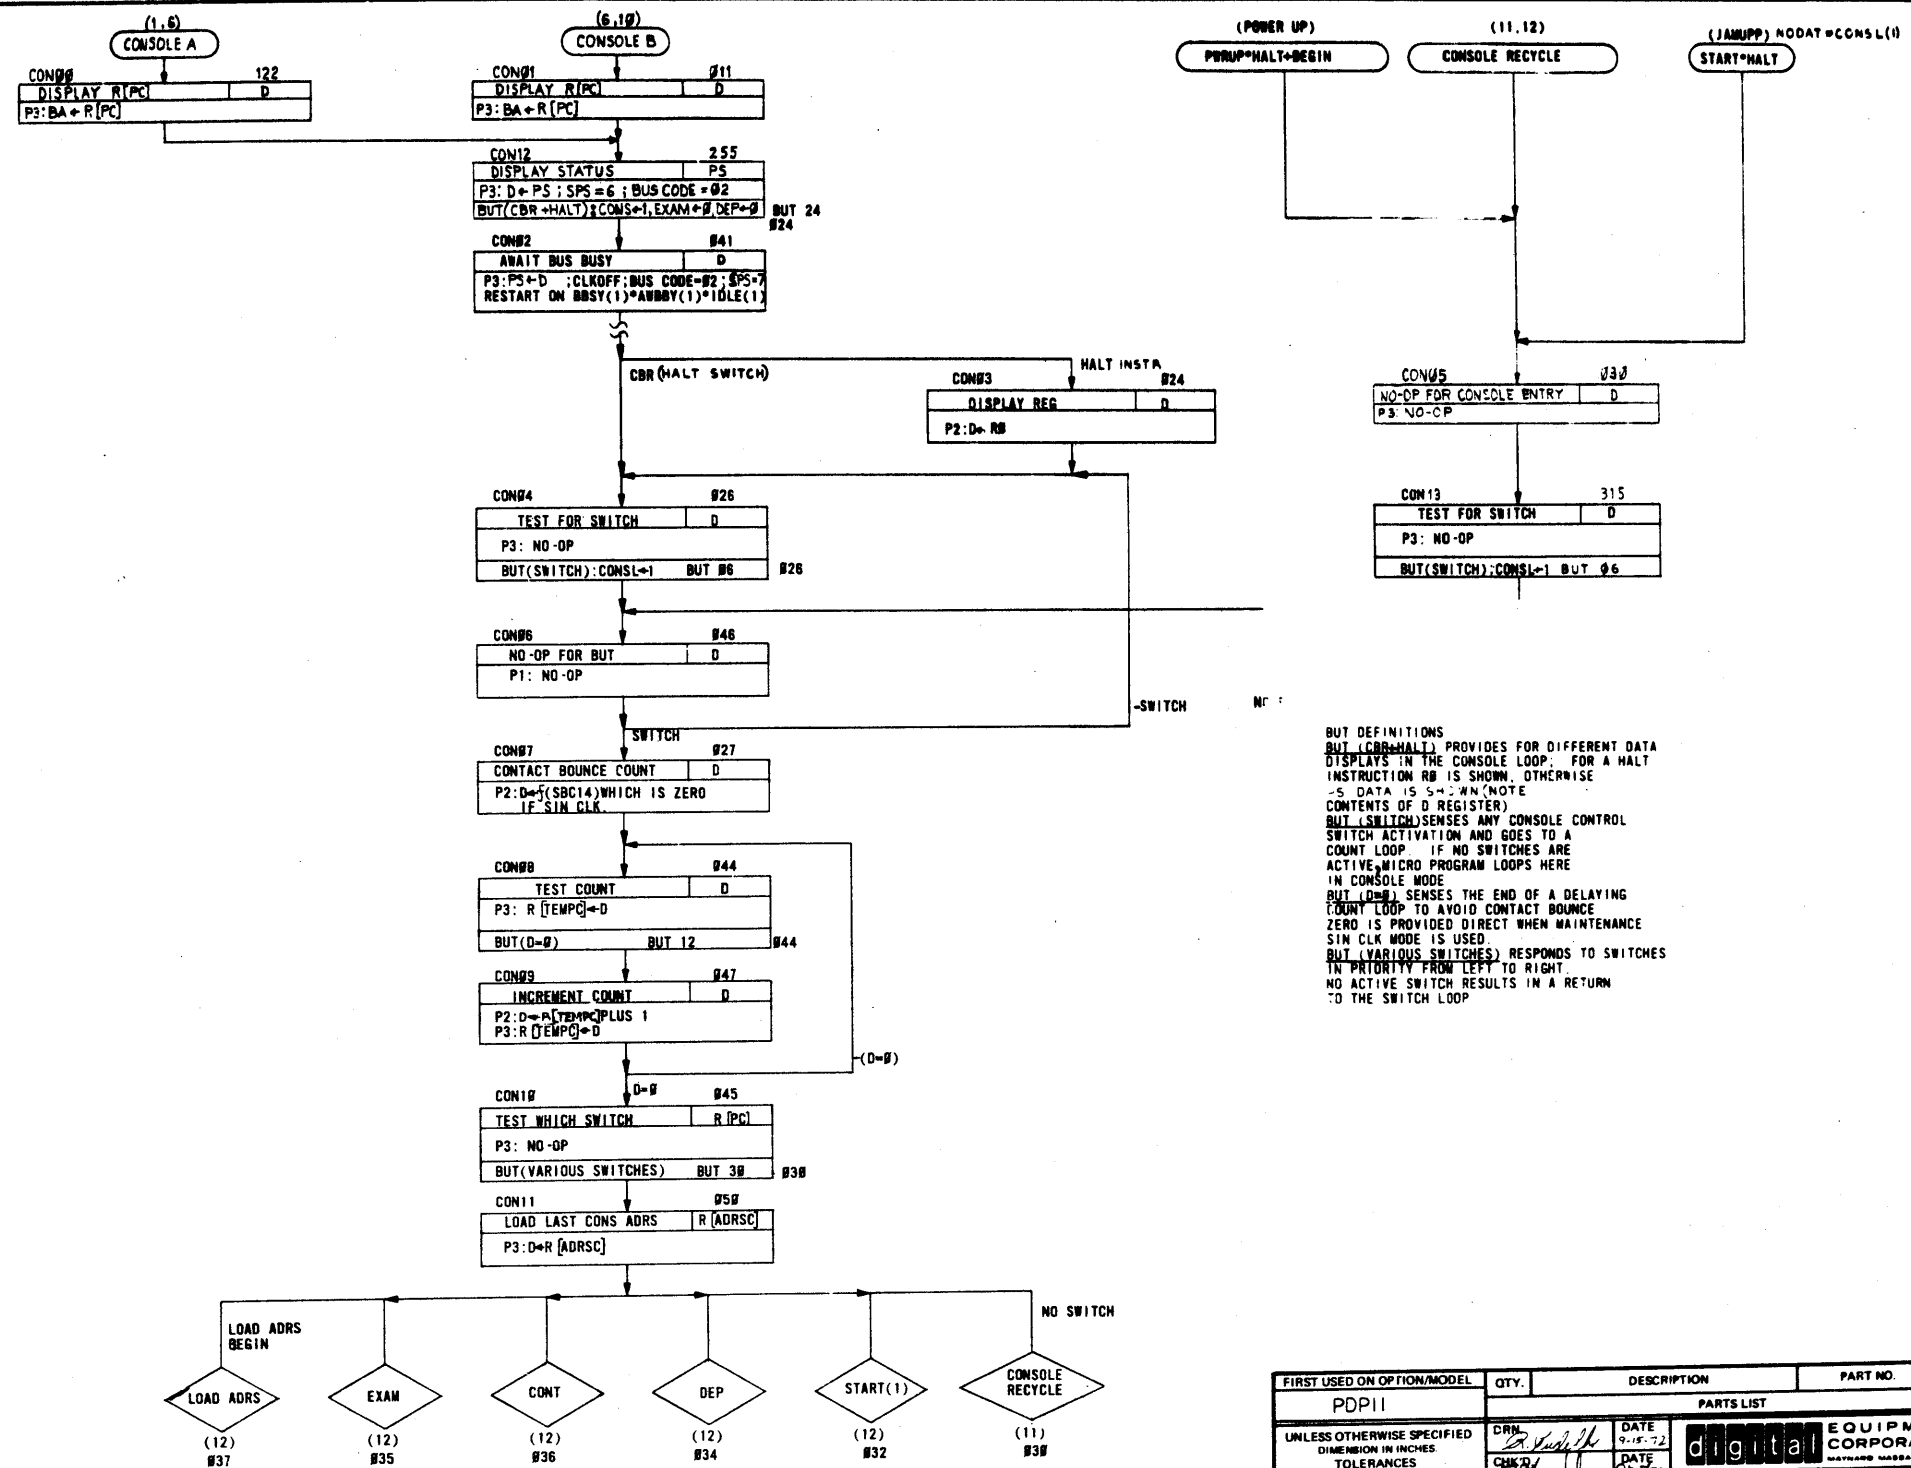 (1,6)
CONSOLE A
CONØØ 122
DISPLAY R[PC] D
P3: BA←R[PC]
(6,1Ø)
CONSOLE B
CONØ1 Ø11
DISPLAY R[PC] D
P3: BA←R[PC]
CON12 255
DISPLAY STATUS PS
P3: D←PS ; SPS=6 ; BUS CODE =Ø2
BUT(CBR+HALT):CONS←1, EXAM←Ø, DEP←Ø BUT 24
Ø24
CONØ2 Ø41
AWAIT BUS BUSY D
P3:PS←D ;CLKOFF;BUS CODE=Ø2;SPS=7
RESTART ON BBSY(1)*AWBBY(1)*IDLE(1)
CBR(HALT SWITCH)
HALT INSTR
CONØ3 Ø24
DISPLAY REG D
P2:D← RØ
CONØ4 Ø26
TEST FOR SWITCH D
P3: NO-OP
BUT(SWITCH):CONSL←1 BUT Ø6 Ø26
CONØ6 Ø46
NO-OP FOR BUT D
P1: NO-OP
-SWITCH
SWITCH
CONØ7 Ø27
CONTACT BOUNCE COUNT D
P2:D←f(SBC14)WHICH IS ZERO
IF SIN CLK.
CONØ8 Ø44
TEST COUNT D
P3: R [TEMPC]←D
BUT(D=Ø) BUT 12 Ø44
CONØ9 Ø47
INCREMENT COUNT D
P2:D←R[TEMPC]PLUS 1
P3:R [TEMPC]←D
-(D=Ø)
D=Ø
CON1Ø Ø45
TEST WHICH SWITCH R [PC]
P3: NO-OP
BUT(VARIOUS SWITCHES) BUT 3Ø Ø3Ø
CON11 Ø5Ø
LOAD LAST CONS ADRS R [ADRSC]
P3:D←R [ADRSC]
LOAD ADRS
BEGIN
NO SWITCH
LOAD ADRS
EXAM
CONT
DEP
START(1)
CONSOLE
RECYCLE
(12) (12) (12) (12) (12) (11)
Ø37 Ø35 Ø36 Ø34 Ø32 Ø3Ø
(POWER UP)
PWRUP*HALT+BEGIN
(11,12)
CONSOLE RECYCLE
(JAMUPP) NODAT*CONSL(1)
START*HALT
CONØ5 Ø3Ø
NO-OP FOR CONSOLE ENTRY D
P3: NO-OP
CON13 315
TEST FOR SWITCH D
P3: NO-OP
BUT(SWITCH);CONSL←1 BUT Ø6
BUT DEFINITIONS
BUT (CBR+HALT) PROVIDES FOR DIFFERENT DATA
DISPLAYS IN THE CONSOLE LOOP; FOR A HALT
INSTRUCTION RØ IS SHOWN, OTHERWISE
DATA IS SHOWN(NOTE
CONTENTS OF D REGISTER)
BUT (SWITCH)SENSES ANY CONSOLE CONTROL
SWITCH ACTIVATION AND GOES TO A
COUNT LOOP. IF NO SWITCHES ARE
ACTIVE,MICRO PROGRAM LOOPS HERE
IN CONSOLE MODE
BUT (D=Ø) SENSES THE END OF A DELAYING
COUNT LOOP TO AVOID CONTACT BOUNCE
ZERO IS PROVIDED DIRECT WHEN MAINTENANCE
SIN CLK MODE IS USED.
BUT (VARIOUS SWITCHES) RESPONDS TO SWITCHES
IN PRIORITY FROM LEFT TO RIGHT.
NO ACTIVE SWITCH RESULTS IN A RETURN
TO THE SWITCH LOOP
FIRST USED ON OPTION/MODEL QTY. DESCRIPTION PART NO.
PDP11
PARTS LIST
UNLESS OTHERWISE SPECIFIED
DIMENSION IN INCHES
TOLERANCES
DRN. DATE
9-15-72
CHK'D DATE
digital EQUIPM
CORPORA